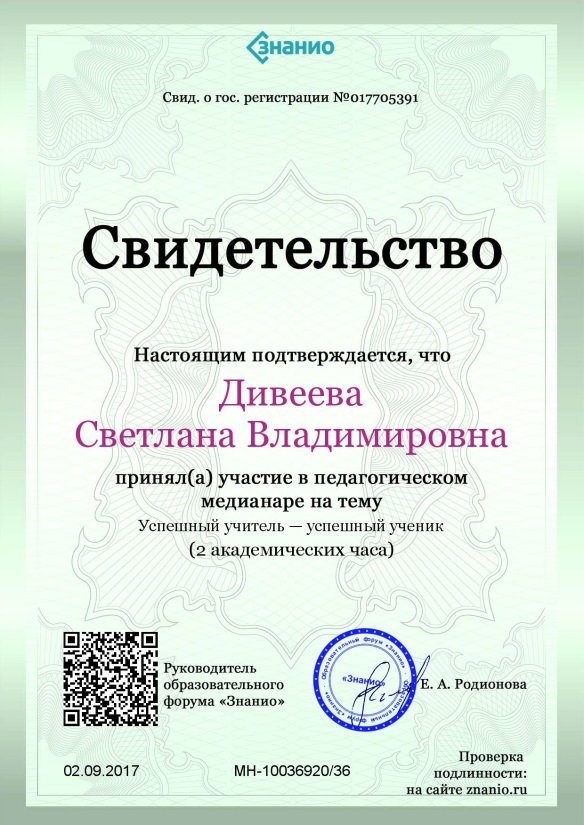 знанио
Свид. о гос. регистрации №017705391
Свидетельство
Настоящим подтверждается, что
Дивеева
Светлана Владимировна
принял(а) участие в педагогическом
медианаре на тему
Успешный учитель — успешный ученик
(2 академических часа)
Руководитель
образовательного
форума «Знанио»
Образовательный форум «Знанио»
«Знанио»
Е. А. Родионова
02.09.2017
МН-10036920/36
Проверка
подлинности:
на сайте znanio.ru